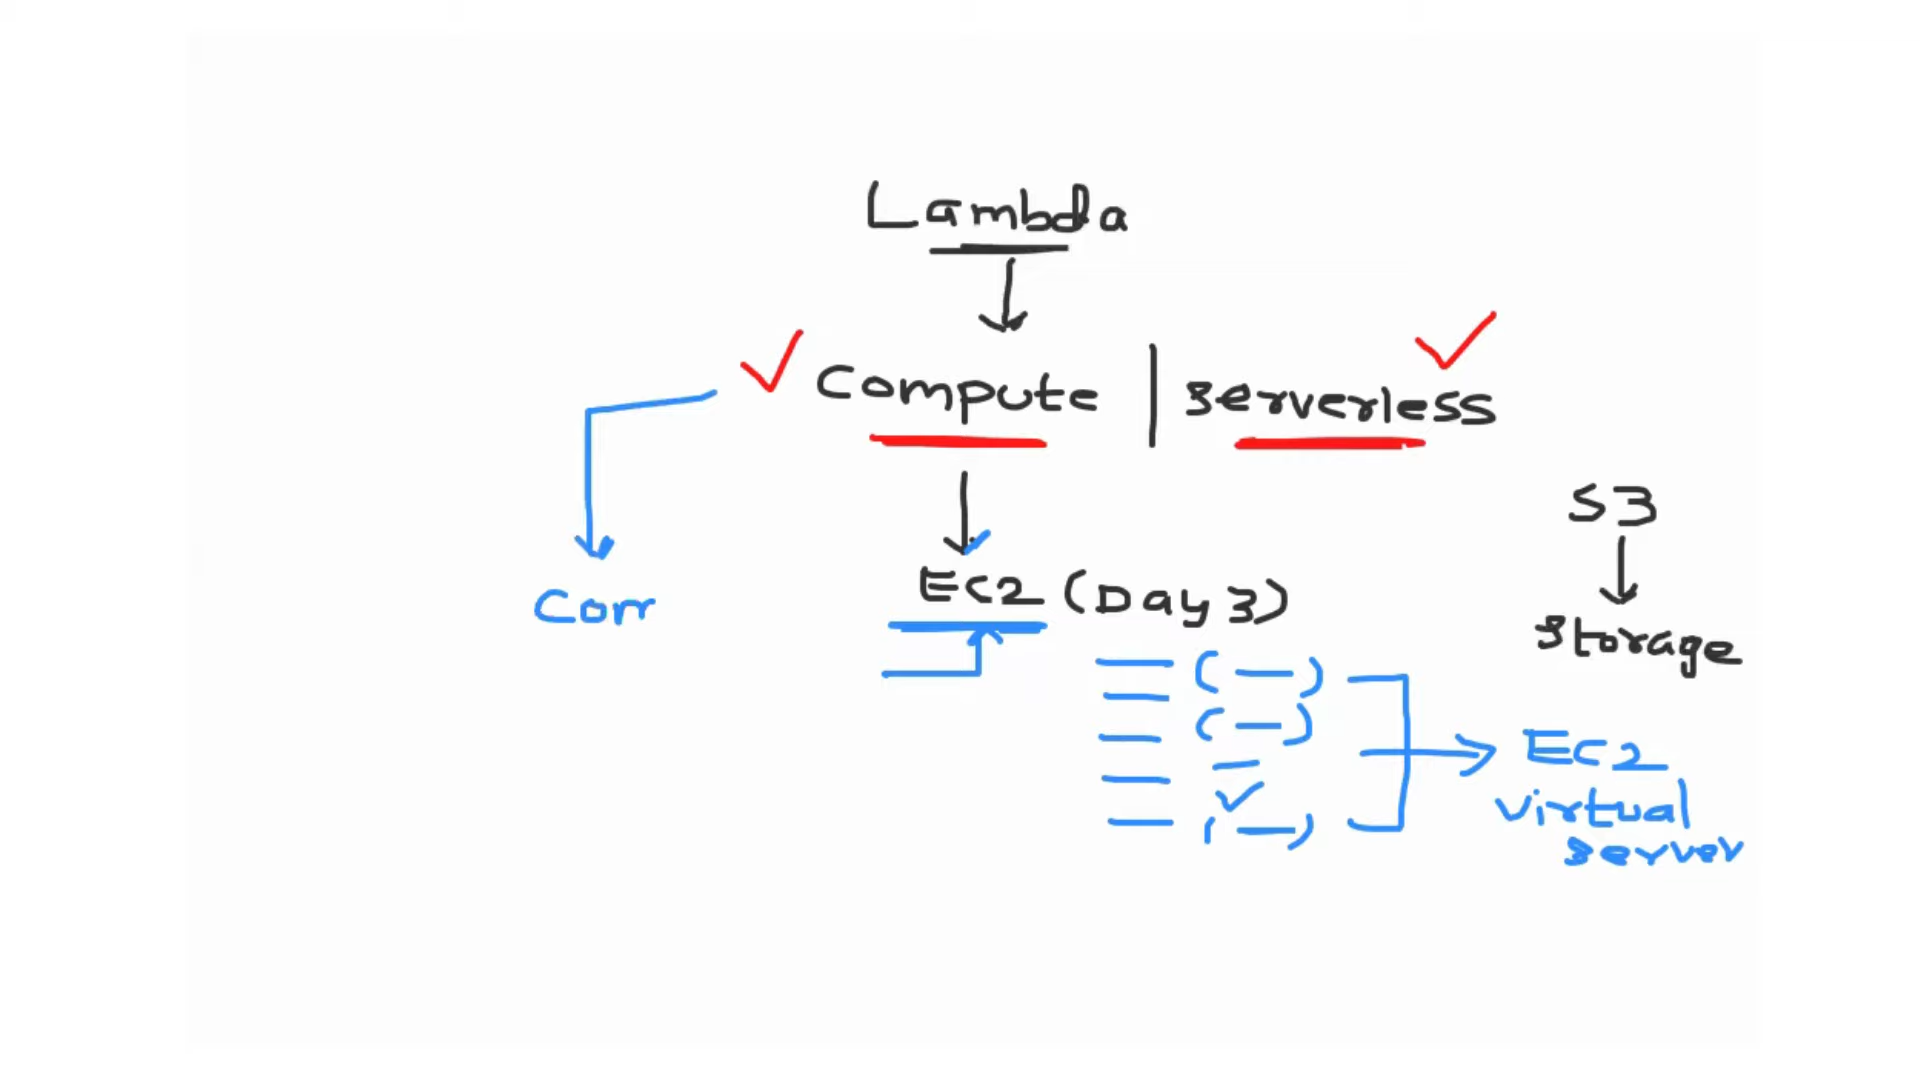 Lambda
Compute | serverless
S3
EC2 (Day 3)
Corr
storage
EC2
virtual
server